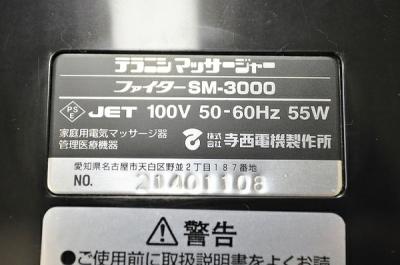 テラニシ マッサージャー
ファイターSM-3000
PSE JET 100V 50-60Hz 55W
家庭用電気マッサージ器
管理医療機器
株式会社 寺西電機製作所
愛知県名古屋市天白区野並2丁目187番地
NO. 21401108
⚠警告
●ご使用前に取扱説明書をよくお読